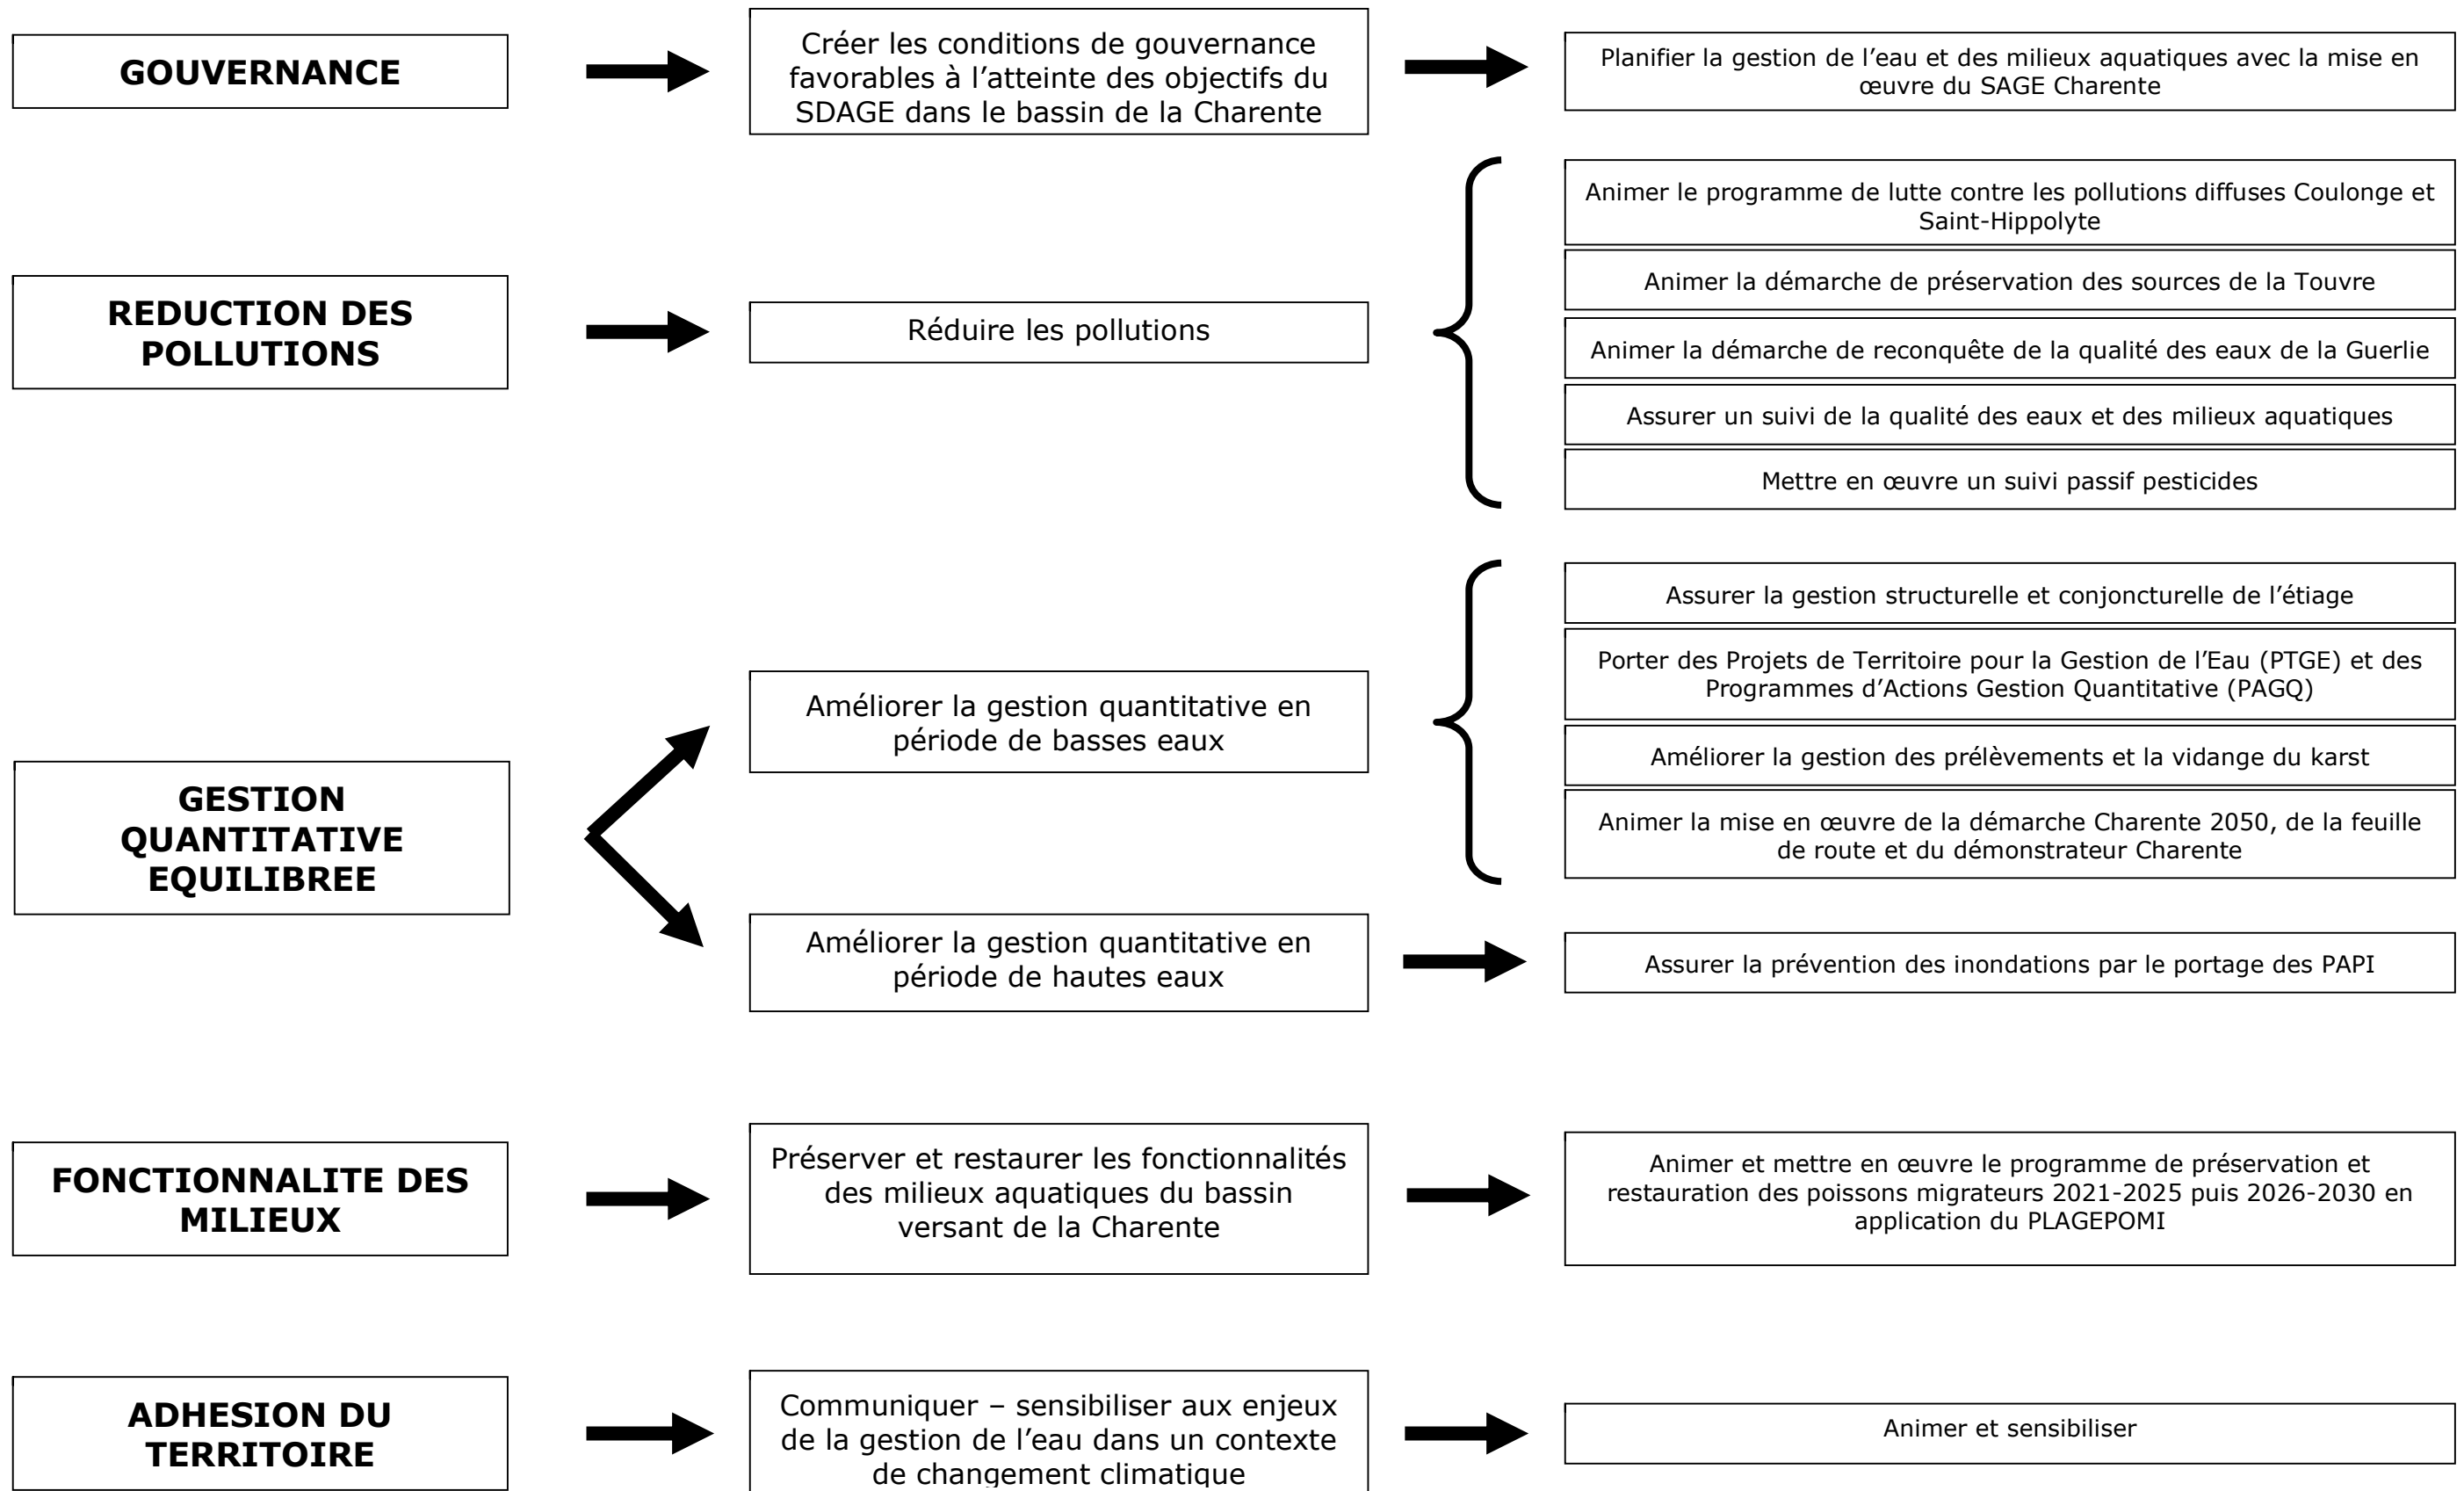 GOUVERNANCE
Créer les conditions de gouvernance
favorables à l’atteinte des objectifs du
SDAGE dans le bassin de la Charente
Planifier la gestion de l’eau et des milieux aquatiques avec la mise en
œuvre du SAGE Charente
REDUCTION DES
POLLUTIONS
Réduire les pollutions
Animer le programme de lutte contre les pollutions diffuses Coulonge et
Saint-Hippolyte
Animer la démarche de préservation des sources de la Touvre
Animer la démarche de reconquête de la qualité des eaux de la Guerlie
Assurer un suivi de la qualité des eaux et des milieux aquatiques
Mettre en œuvre un suivi passif pesticides
GESTION
QUANTITATIVE
EQUILIBREE
Améliorer la gestion quantitative en
période de basses eaux
Assurer la gestion structurelle et conjoncturelle de l’étiage
Porter des Projets de Territoire pour la Gestion de l’Eau (PTGE) et des
Programmes d’Actions Gestion Quantitative (PAGQ)
Améliorer la gestion des prélèvements et la vidange du karst
Animer la mise en œuvre de la démarche Charente 2050, de la feuille
de route et du démonstrateur Charente
Améliorer la gestion quantitative en
période de hautes eaux
Assurer la prévention des inondations par le portage des PAPI
FONCTIONNALITE DES
MILIEUX
Préserver et restaurer les fonctionnalités
des milieux aquatiques du bassin
versant de la Charente
Animer et mettre en œuvre le programme de préservation et
restauration des poissons migrateurs 2021-2025 puis 2026-2030 en
application du PLAGEPOMI
ADHESION DU
TERRITOIRE
Communiquer – sensibiliser aux enjeux
de la gestion de l’eau dans un contexte
de changement climatique
Animer et sensibiliser